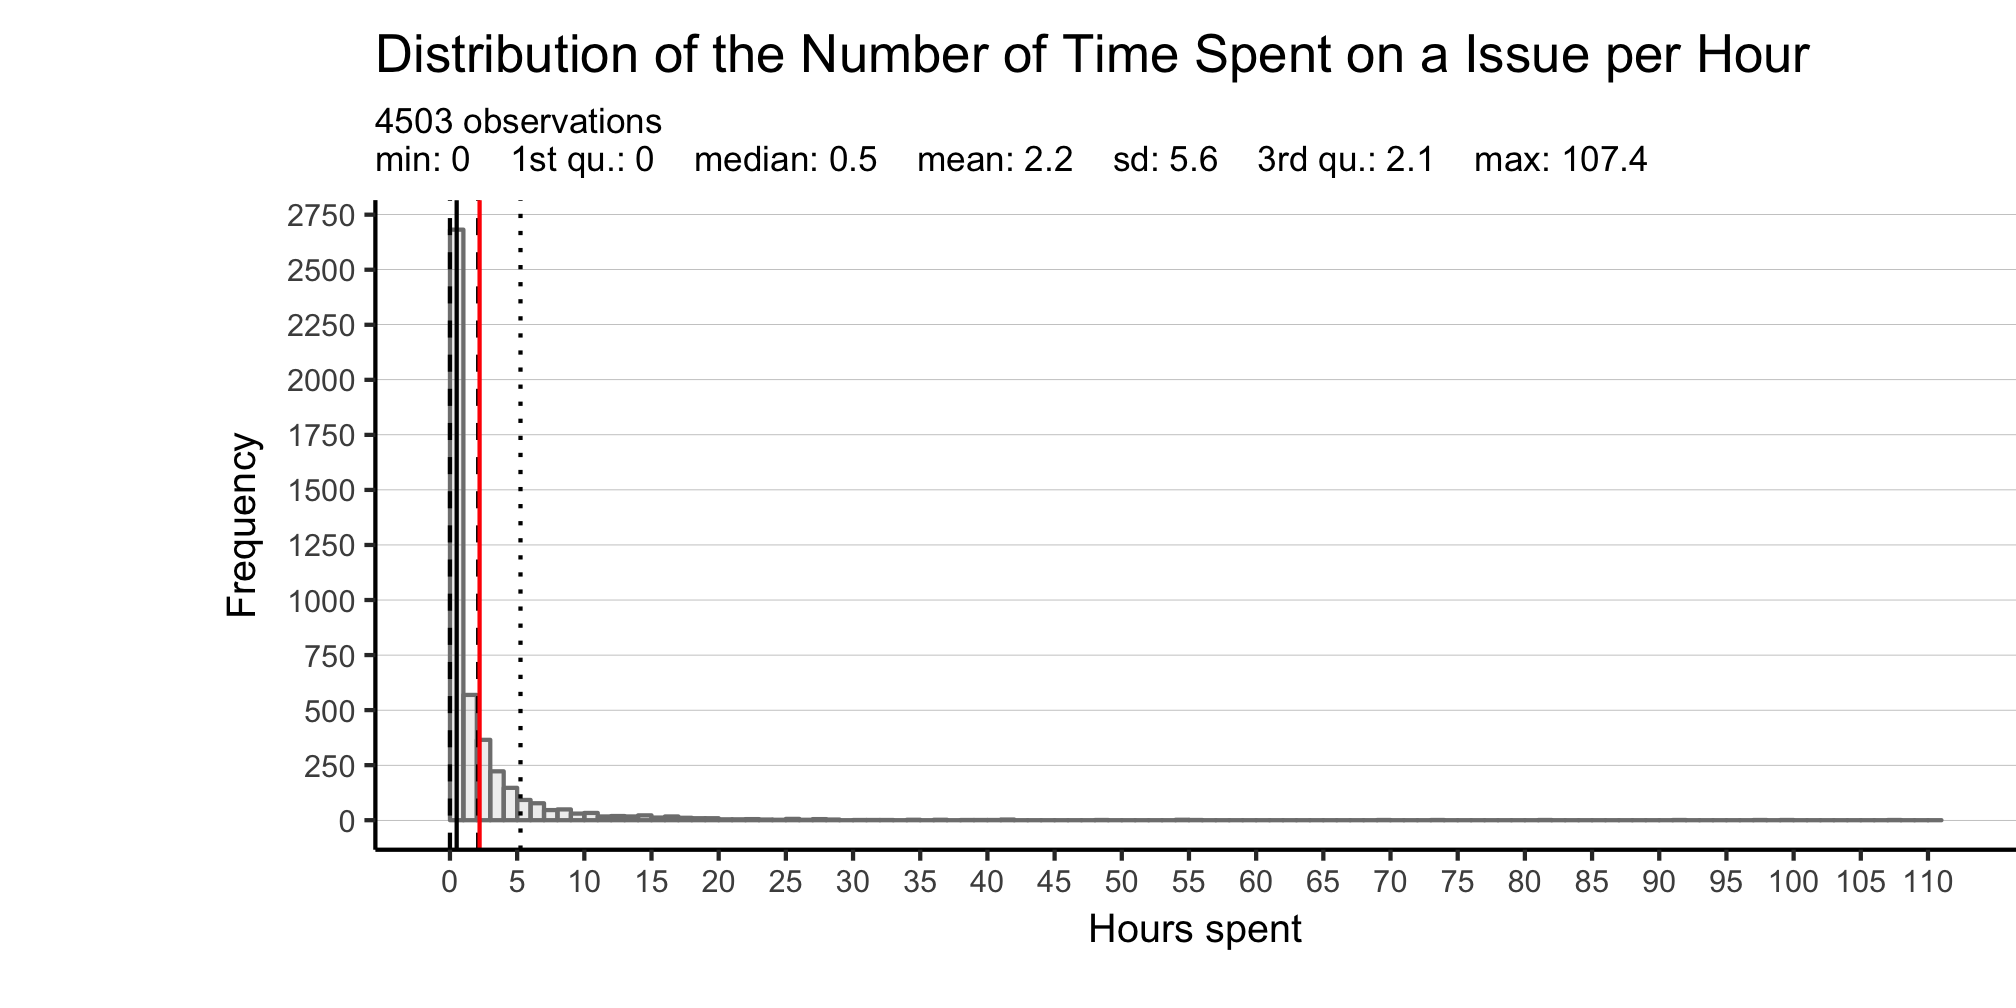 Distribution of the Number of Time Spent on a Issue per Hour
4503 observations
min: 0 1st qu.: 0 median: 0.5 mean: 2.2 sd: 5.6 3rd qu.: 2.1 max: 107.4
2750
2500
2250
2000
1750
1500
1250
1000
750
500
250
0
Frequency
0 5 10 15 20 25 30 35 40 45 50 55 60 65 70 75 80 85 90 95 100 105 110
Hours spent